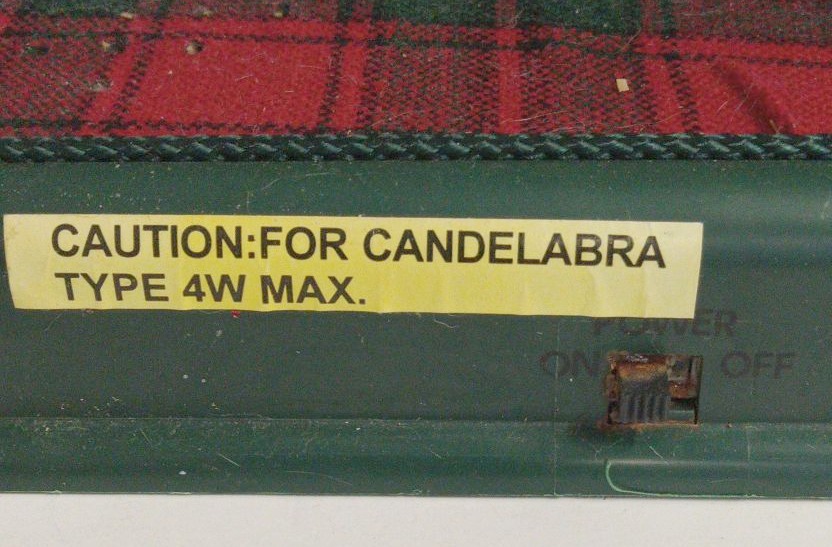 CAUTION:FOR CANDELABRA
TYPE 4W MAX.
POWER
ON OFF